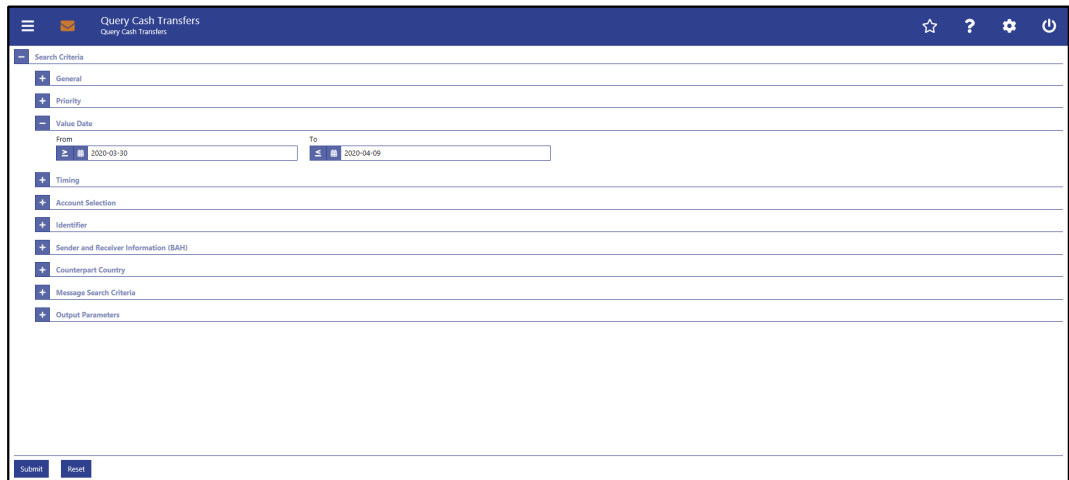 Query Cash Transfers
Query Cash Transfers
?
− Search Criteria
+ General
+ Priority
− Value Date
From To
≥ 2020-03-30 ≤ 2020-04-09
+ Timing
+ Account Selection
+ Identifier
+ Sender and Receiver Information (BAH)
+ Counterpart Country
+ Message Search Criteria
+ Output Parameters
Submit Reset